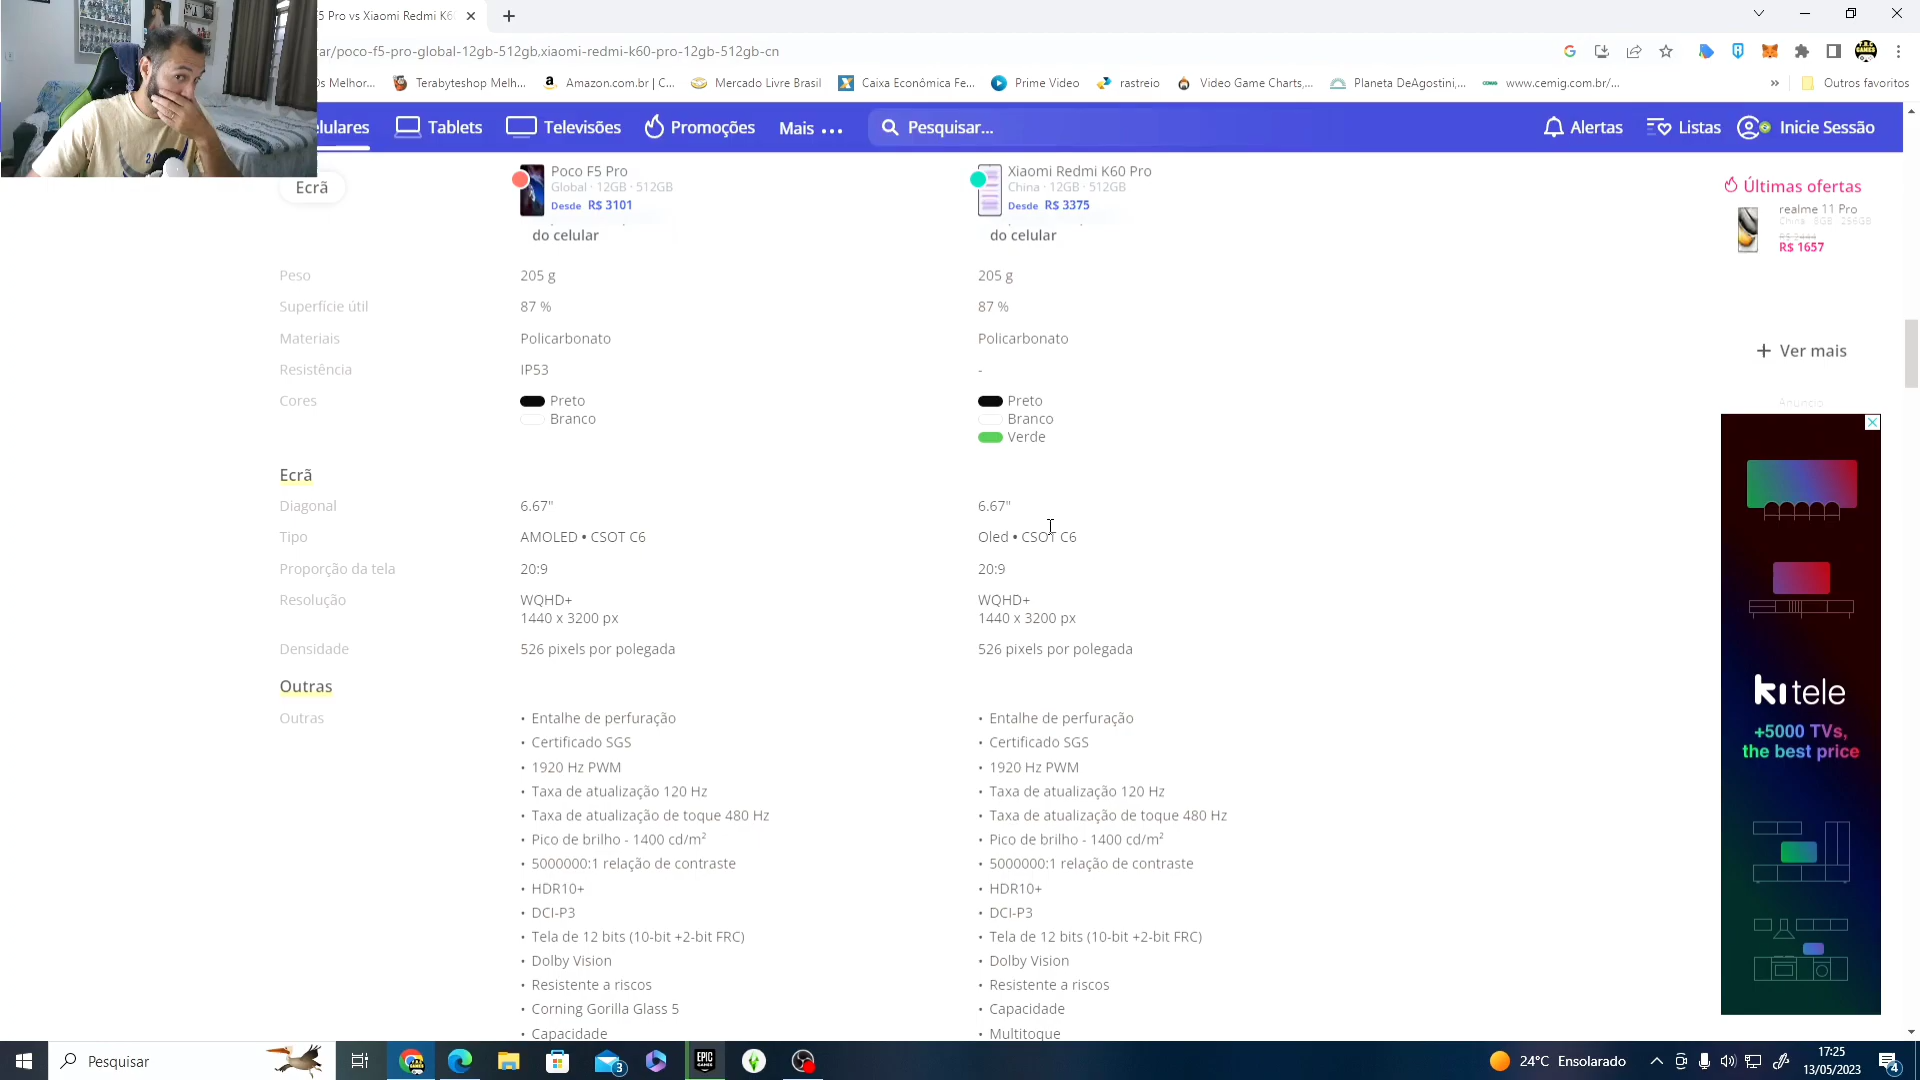 5 Pro vs Xiaomi Redmi K6
rar/poco-f5-pro-global-12gb-512gb,xiaomi-redmi-k60-pro-12gb-512gb-cn
Os Melhor...
Terabyteshop Melh...
Amazon.com.br | C...
Mercado Livre Brasil
Caixa Econômica Fe...
Prime Video
rastreio
Video Game Charts,...
Planeta DeAgostini,...
www.cemig.com.br/...
»
Outros favoritos
elulares
Tablets
Televisões
Promoções
Mais •••
Pesquisar...
Alertas
Listas
Inicie Sessão
Ecrã
Poco F5 Pro
Global · 12GB · 512GB
Desde R$ 3101
Xiaomi Redmi K60 Pro
China · 12GB · 512GB
Desde R$ 3375
Últimas ofertas
realme 11 Pro
China · 8GB · 256GB
R$ 1657
do celular
do celular
Peso 205 g 205 g
Superfície útil 87 % 87 %
Materiais Policarbonato Policarbonato
+ Ver mais
Resistência IP53 -
Cores Preto Preto
Branco Branco
Verde
Anúncio
Ecrã
Diagonal 6.67" 6.67"
Tipo AMOLED • CSOT C6 Oled • CSOT C6
Proporção da tela 20:9 20:9
Resolução WQHD+ WQHD+
1440 x 3200 px 1440 x 3200 px
Densidade 526 pixels por polegada 526 pixels por polegada
Outras
Outras • Entalhe de perfuração • Entalhe de perfuração
• Certificado SGS • Certificado SGS
• 1920 Hz PWM • 1920 Hz PWM
• Taxa de atualização 120 Hz • Taxa de atualização 120 Hz
• Taxa de atualização de toque 480 Hz • Taxa de atualização de toque 480 Hz
• Pico de brilho - 1400 cd/m² • Pico de brilho - 1400 cd/m²
• 5000000:1 relação de contraste • 5000000:1 relação de contraste
• HDR10+ • HDR10+
• DCI-P3 • DCI-P3
• Tela de 12 bits (10-bit +2-bit FRC) • Tela de 12 bits (10-bit +2-bit FRC)
• Dolby Vision • Dolby Vision
• Resistente a riscos • Resistente a riscos
• Corning Gorilla Glass 5 • Capacidade
• Capacidade • Multitoque
kitele
+5000 TVs,
the best price
Pesquisar
3
EPIC GAMES
24°C Ensolarado
17:25
13/05/2023
4